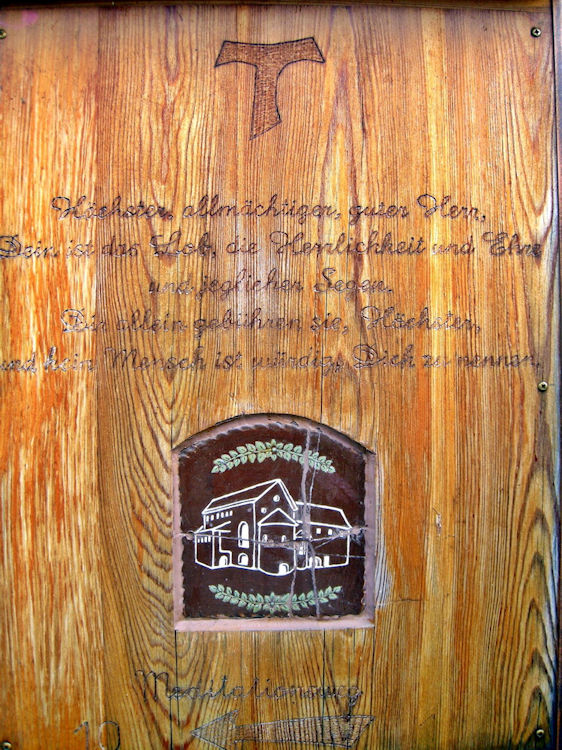 Höchster, allmächtiger, guter Herr,
Dein ist das Lob, die Herrlichkeit und Ehre
und jeglicher Segen.
Dir allein gebühren sie, Höchster,
und kein Mensch ist würdig, Dich zu nennen.
Meditationsweg
10